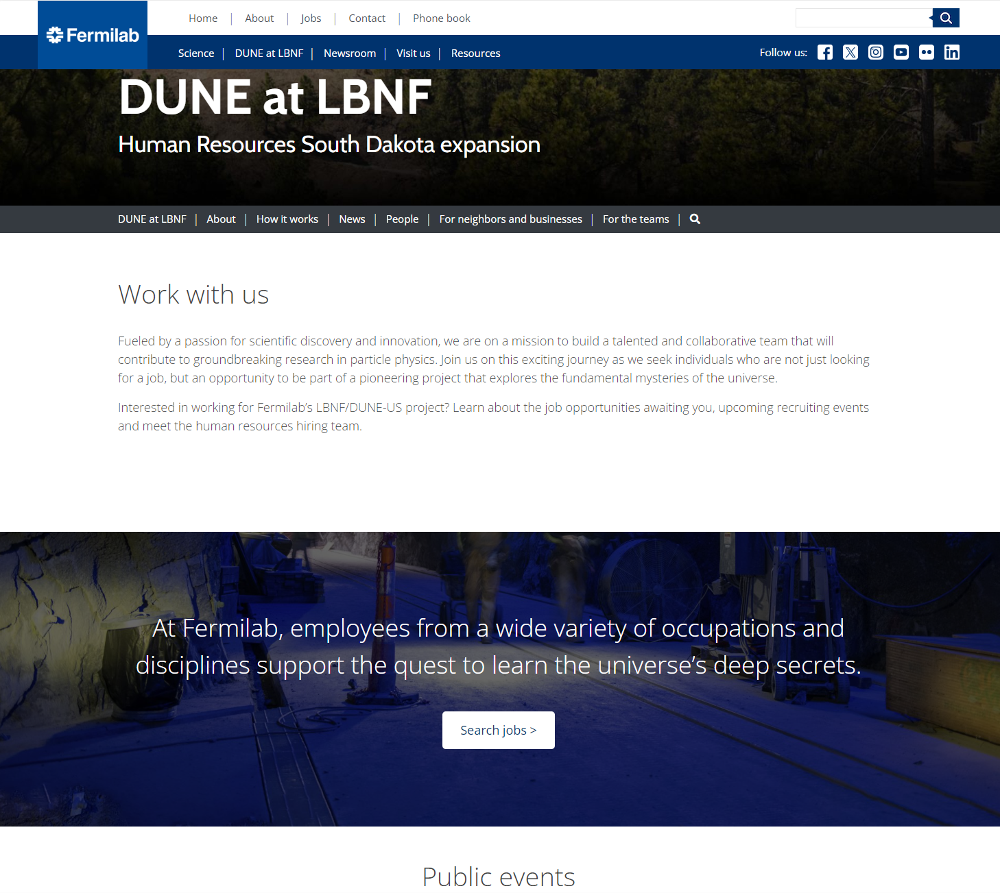 Home About Jobs Contact Phone book
Fermilab
Science DUNE at LBNF Newsroom Visit us Resources Follow us:
DUNE at LBNF
Human Resources South Dakota expansion
DUNE at LBNF About How it works News People For neighbors and businesses For the teams
Work with us
Fueled by a passion for scientific discovery and innovation, we are on a mission to build a talented and collaborative team that will
contribute to groundbreaking research in particle physics. Join us on this exciting journey as we seek individuals who are not just looking
for a job, but an opportunity to be part of a pioneering project that explores the fundamental mysteries of the universe.
Interested in working for Fermilab’s LBNF/DUNE-US project? Learn about the job opportunities awaiting you, upcoming recruiting events
and meet the human resources hiring team.
At Fermilab, employees from a wide variety of occupations and
disciplines support the quest to learn the universe’s deep secrets.
Search jobs >
Public events